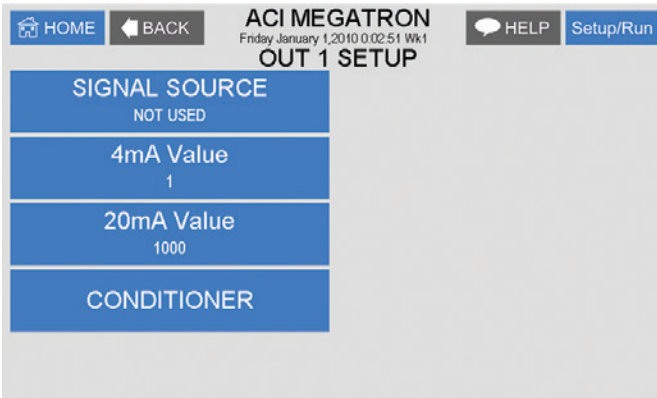 HOME
BACK
ACI MEGATRON
Friday January 1,2010 0:02:51 Wk1
OUT 1 SETUP
HELP
Setup/Run
SIGNAL SOURCE
NOT USED
4mA Value
1
20mA Value
1000
CONDITIONER